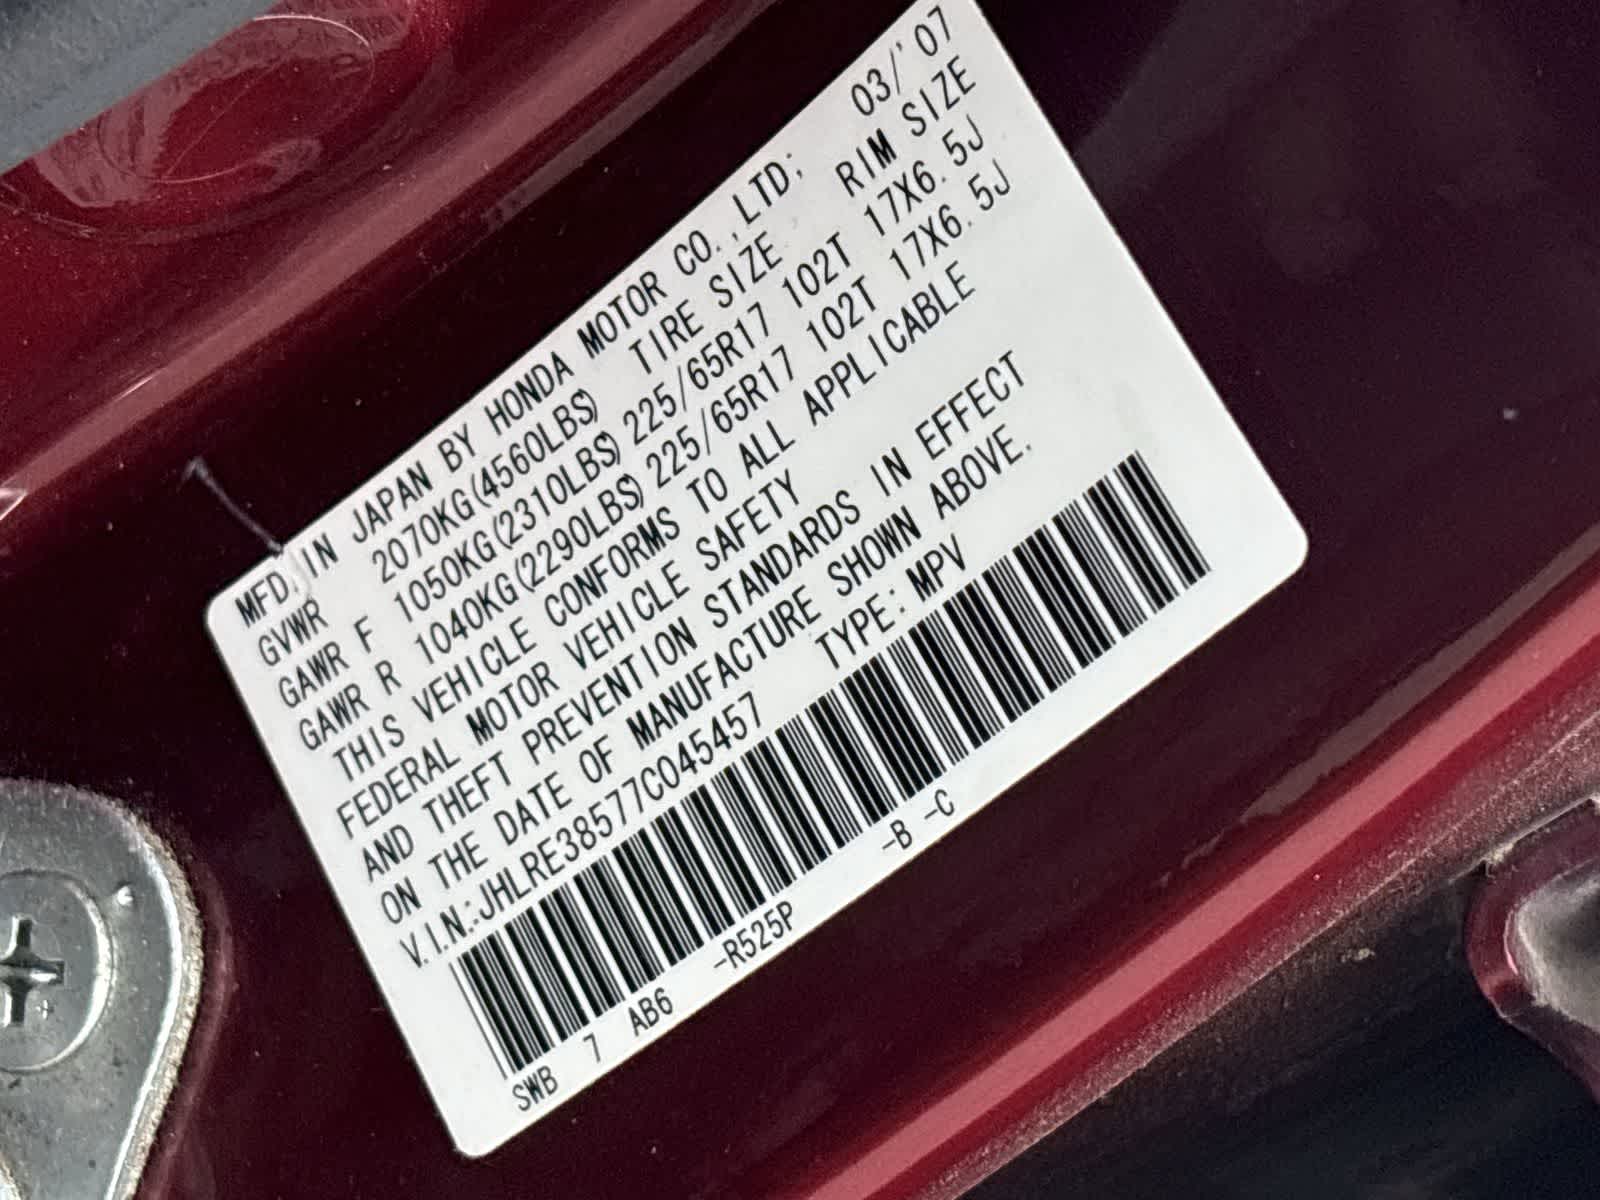 MFD. IN JAPAN BY HONDA MOTOR CO.,LTD; 03/'07
GVWR 2070KG(4560LBS) TIRE SIZE RIM SIZE
GAWR F 1050KG(2310LBS) 225/65R17 102T 17X6.5J
GAWR R 1040KG(2290LBS) 225/65R17 102T 17X6.5J
THIS VEHICLE CONFORMS TO ALL APPLICABLE
FEDERAL MOTOR VEHICLE SAFETY
AND THEFT PREVENTION STANDARDS IN EFFECT
ON THE DATE OF MANUFACTURE SHOWN ABOVE.
V.I.N.:JHLRE38577C045457 TYPE:MPV
SWB 7 AB6 -R525P -B -C